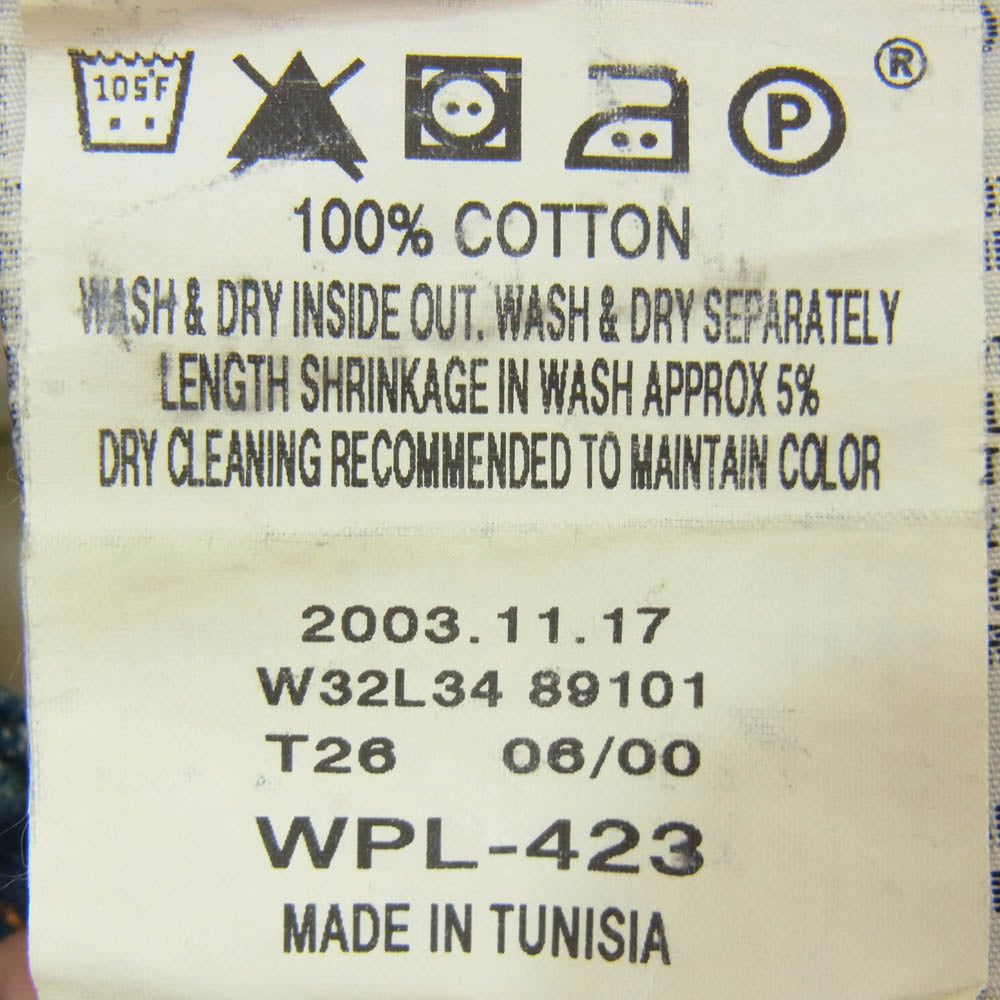 105°F P ®
100% COTTON
WASH & DRY INSIDE OUT. WASH & DRY SEPARATELY
LENGTH SHRINKAGE IN WASH APPROX 5%
DRY CLEANING RECOMMENDED TO MAINTAIN COLOR
2003.11.17
W32L34 89101
T26 06/00
WPL-423
MADE IN TUNISIA